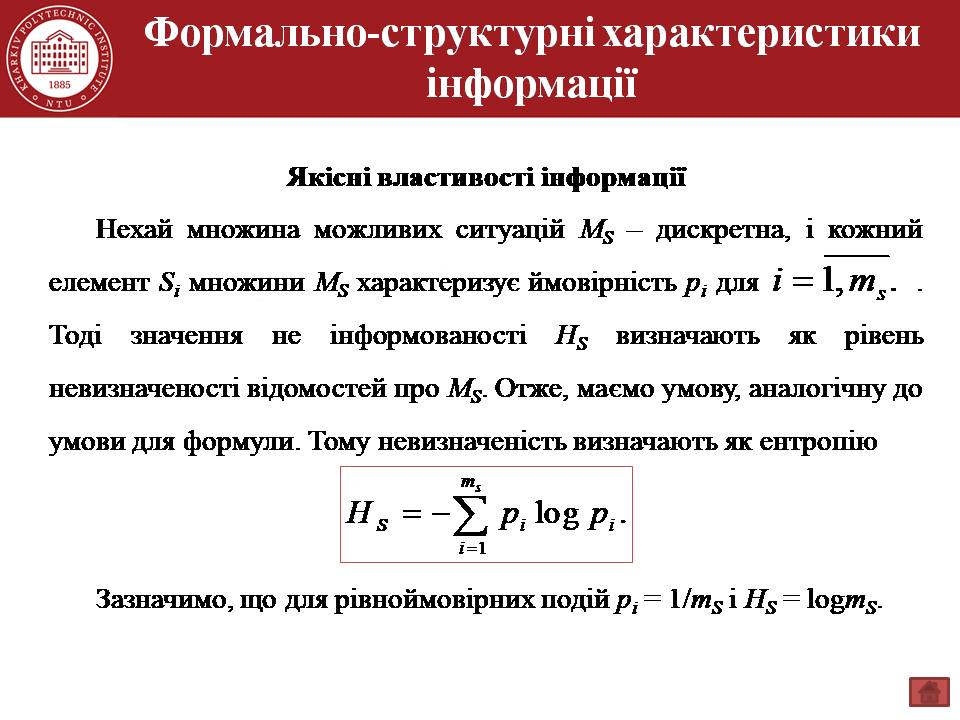 Формально-структурні характеристики
інформації
KHARKIV POLYTECHNIC INSTITUTE
1885
NTU
Якісні властивості інформації
Нехай множина можливих ситуацій M_S – дискретна, і кожний
елемент S_i множини M_S характеризує ймовірність p_i для i = \overline{1, m_s}. .
Тоді значення не інформованості H_S визначають як рівень
невизначеності відомостей про M_S. Отже, маємо умову, аналогічну до
умови для формули. Тому невизначеність визначають як ентропію
H_S = -\sum_{i=1}^{m_S} p_i \log p_i.
Зазначимо, що для рівноймовірних подій p_i = 1/m_S і H_S = logm_S.